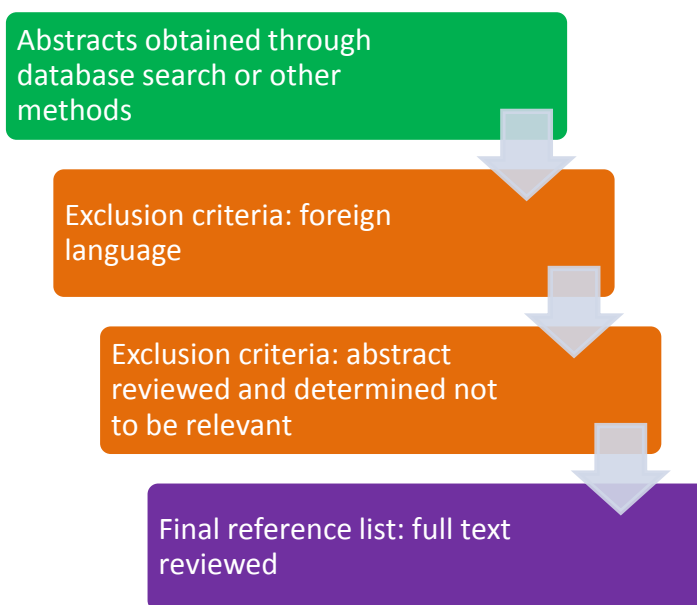 Abstracts obtained through
database search or other
methods
Exclusion criteria: foreign
language
Exclusion criteria: abstract
reviewed and determined not
to be relevant
Final reference list: full text
reviewed